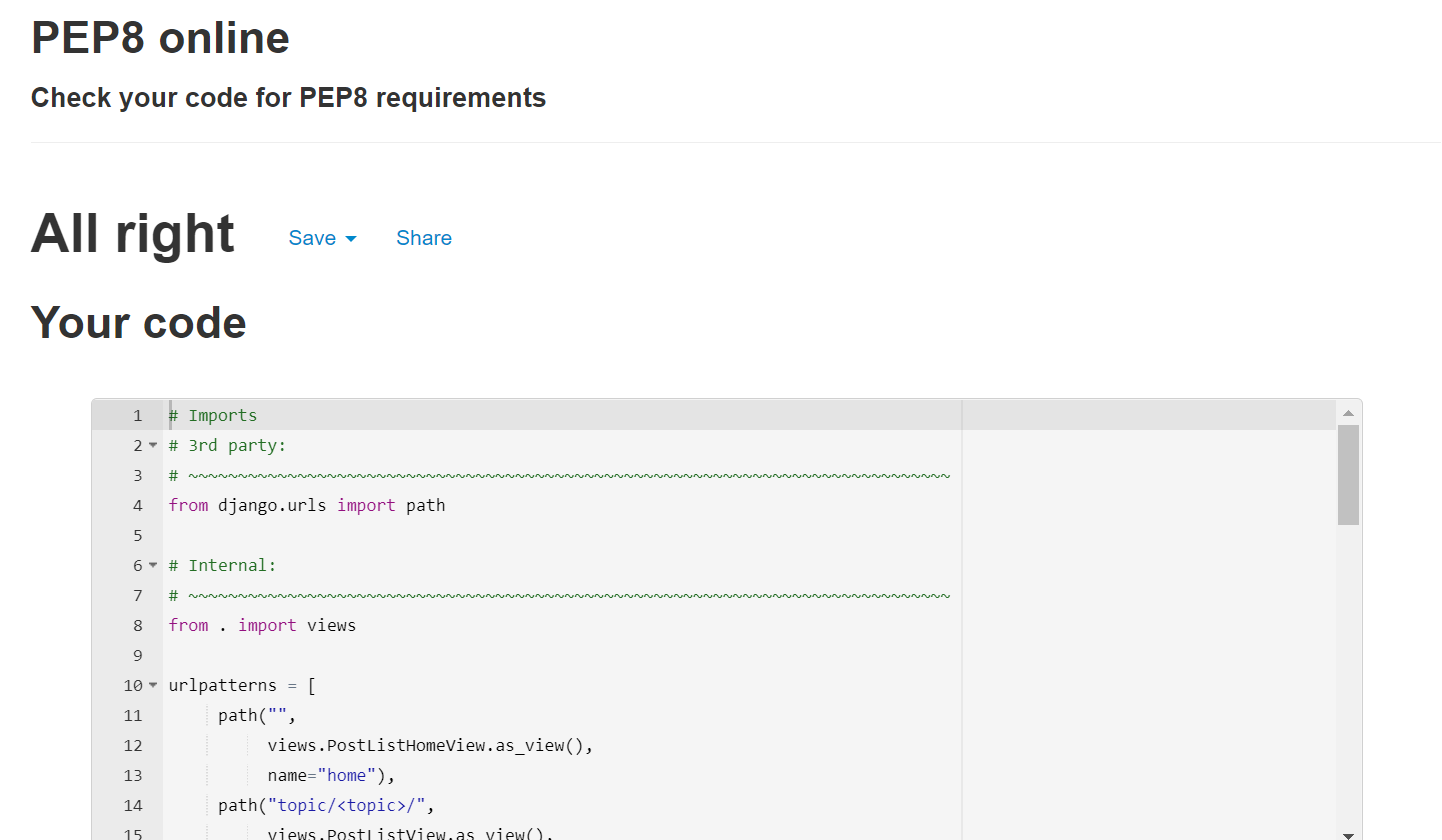 PEP8 online
Check your code for PEP8 requirements
All right Save Share
Your code
1 # Imports
2 # 3rd party:
3 # ~~~~~~~~~~~~~~~~~~~~~~~~~~~~~~~~~~~~~~~~~~~~~~~~~~~~~~~~~~~~~~~~~~~~~~~~~~~~~
4 from django.urls import path
5
6 # Internal:
7 # ~~~~~~~~~~~~~~~~~~~~~~~~~~~~~~~~~~~~~~~~~~~~~~~~~~~~~~~~~~~~~~~~~~~~~~~~~~~~~
8 from . import views
9
10 urlpatterns = [
11 path("",
12 views.PostListHomeView.as_view(),
13 name="home"),
14 path("topic/<topic>/",
15 views.PostListView.as_view(),